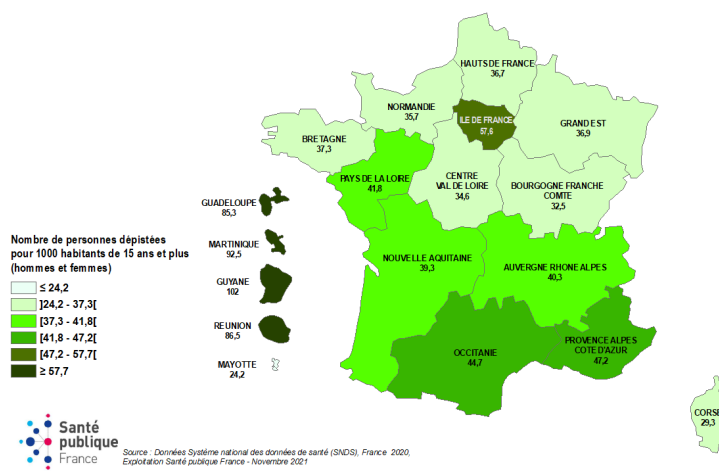 HAUTS DE FRANCE
36,7
NORMANDIE
35,7
ILE DE FRANCE
57,6
GRAND EST
36,9
BRETAGNE
37,3
PAYS DE LA LOIRE
41,8
CENTRE
VAL DE LOIRE
34,6
BOURGOGNE FRANCHE
COMTE
32,5
GUADELOUPE
85,3
MARTINIQUE
92,5
GUYANE
102
REUNION
86,5
MAYOTTE
24,2
NOUVELLE AQUITAINE
39,3
AUVERGNE RHONE ALPES
40,3
OCCITANIE
44,7
PROVENCE ALPES
COTE D'AZUR
47,2
CORSE
29,3
Nombre de personnes dépistées
pour 1000 habitants de 15 ans et plus
(hommes et femmes)
≤ 24,2
]24,2 - 37,3[
[37,3 - 41,8[
[41,8 - 47,2[
[47,2 - 57,7[
≥ 57,7
Santé
publique
France
Source : Données Système national des données de santé (SNDS), France 2020,
Exploitation Santé publique France - Novembre 2021